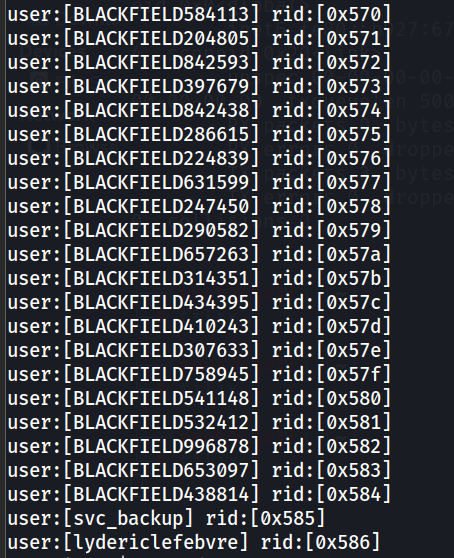 user:[BLACKFIELD584113] rid:[0x570]
user:[BLACKFIELD204805] rid:[0x571]
user:[BLACKFIELD842593] rid:[0x572]
user:[BLACKFIELD397679] rid:[0x573]
user:[BLACKFIELD842438] rid:[0x574]
user:[BLACKFIELD286615] rid:[0x575]
user:[BLACKFIELD224839] rid:[0x576]
user:[BLACKFIELD631599] rid:[0x577]
user:[BLACKFIELD247450] rid:[0x578]
user:[BLACKFIELD290582] rid:[0x579]
user:[BLACKFIELD657263] rid:[0x57a]
user:[BLACKFIELD314351] rid:[0x57b]
user:[BLACKFIELD434395] rid:[0x57c]
user:[BLACKFIELD410243] rid:[0x57d]
user:[BLACKFIELD307633] rid:[0x57e]
user:[BLACKFIELD758945] rid:[0x57f]
user:[BLACKFIELD541148] rid:[0x580]
user:[BLACKFIELD532412] rid:[0x581]
user:[BLACKFIELD996878] rid:[0x582]
user:[BLACKFIELD653097] rid:[0x583]
user:[BLACKFIELD438814] rid:[0x584]
user:[svc_backup] rid:[0x585]
user:[lydericlefebvre] rid:[0x586]